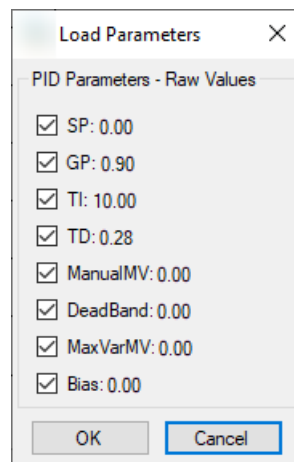 Load Parameters
PID Parameters - Raw Values
SP: 0.00
GP: 0.90
TI: 10.00
TD: 0.28
ManualMV: 0.00
DeadBand: 0.00
MaxVarMV: 0.00
Bias: 0.00
OK Cancel